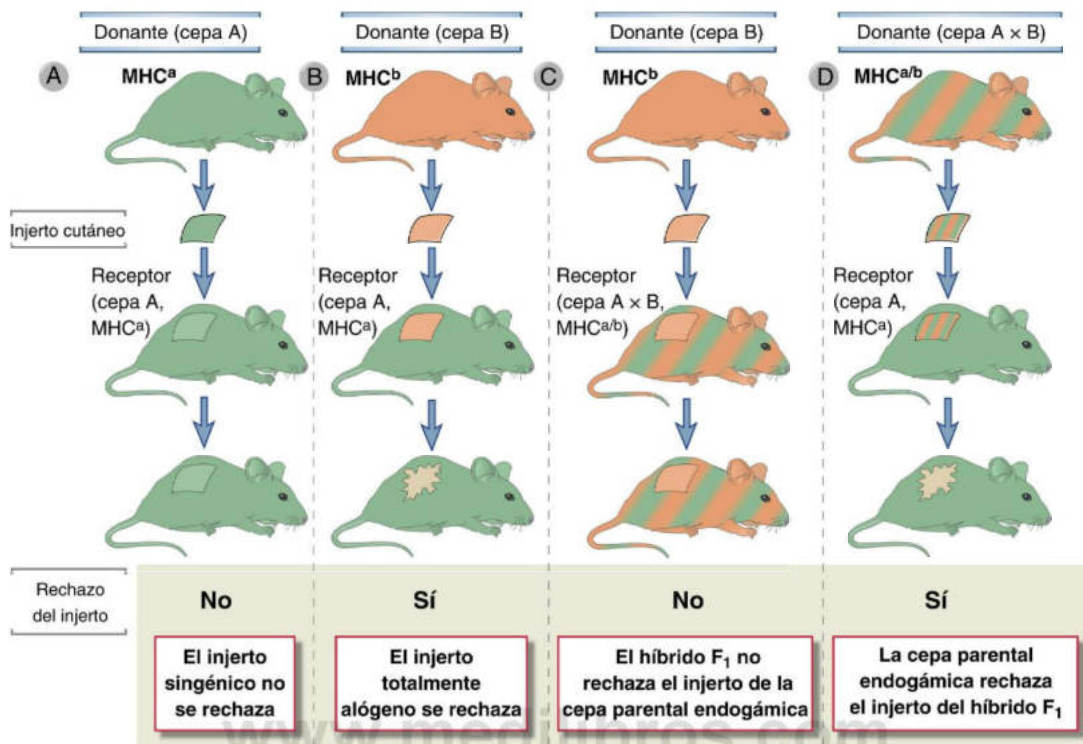 Donante (cepa A)
Donante (cepa B)
Donante (cepa B)
Donante (cepa A × B)
A
MHCa
B
MHCb
C
MHCb
D
MHCa/b
Injerto cutáneo
Receptor
(cepa A,
MHCa)
Receptor
(cepa A,
MHCa)
Receptor
(cepa A × B,
MHCa/b)
Receptor
(cepa A,
MHCa)
Rechazo
del injerto
No
Sí
No
Sí
El injerto
singénico no
se rechaza
El injerto
totalmente
alógeno se rechaza
El híbrido F1 no
rechaza el injerto de la
cepa parental endogámica
La cepa parental
endogámica rechaza
el injerto del híbrido F1
www.medilibros.com